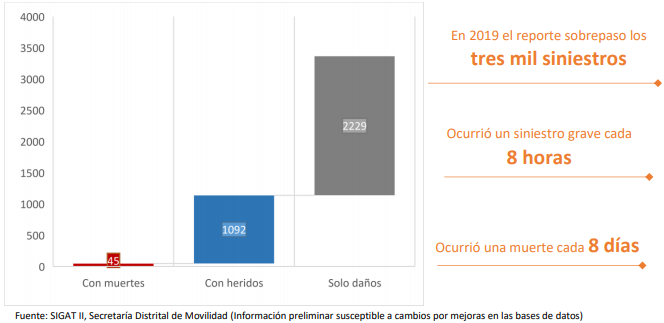 4000
3500
3000
2500
2000
1500
1000
500
0
45
1092
2229
Con muertes
Con heridos
Solo daños
En 2019 el reporte sobrepaso los
tres mil siniestros
Ocurrió un siniestro grave cada
8 horas
Ocurrió una muerte cada 8 días
Fuente: SIGAT II, Secretaría Distrital de Movilidad (Información preliminar susceptible a cambios por mejoras en las bases de datos)